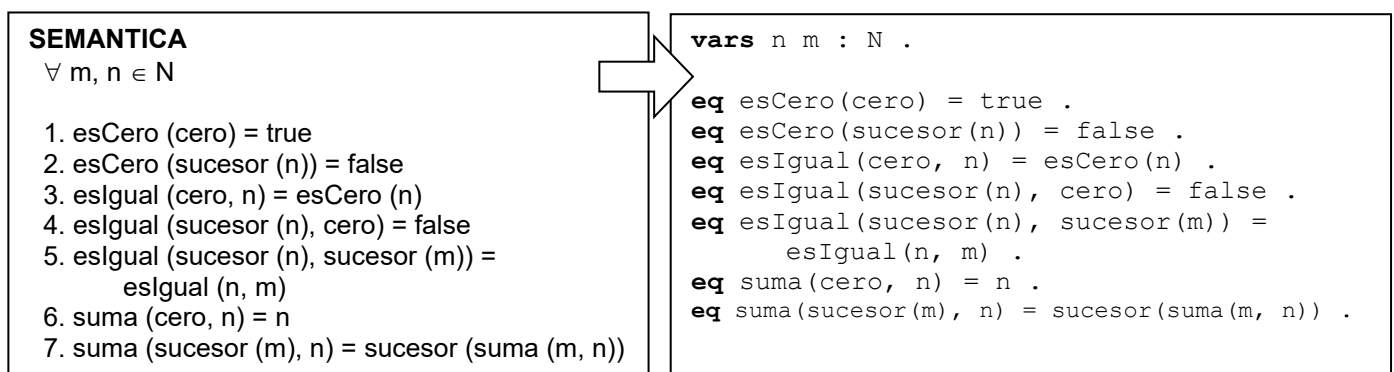 SEMANTICA
∀ m, n ∈ N
1. esCero (cero) = true
2. esCero (sucesor (n)) = false
3. esIgual (cero, n) = esCero (n)
4. esIgual (sucesor (n), cero) = false
5. esIgual (sucesor (n), sucesor (m)) =
esIgual (n, m)
6. suma (cero, n) = n
7. suma (sucesor (m), n) = sucesor (suma (m, n))
vars n m : N .
eq esCero(cero) = true .
eq esCero(sucesor(n)) = false .
eq esIgual(cero, n) = esCero(n) .
eq esIgual(sucesor(n), cero) = false .
eq esIgual(sucesor(n), sucesor(m)) =
esIgual(n, m) .
eq suma(cero, n) = n .
eq suma(sucesor(m), n) = sucesor(suma(m, n)) .